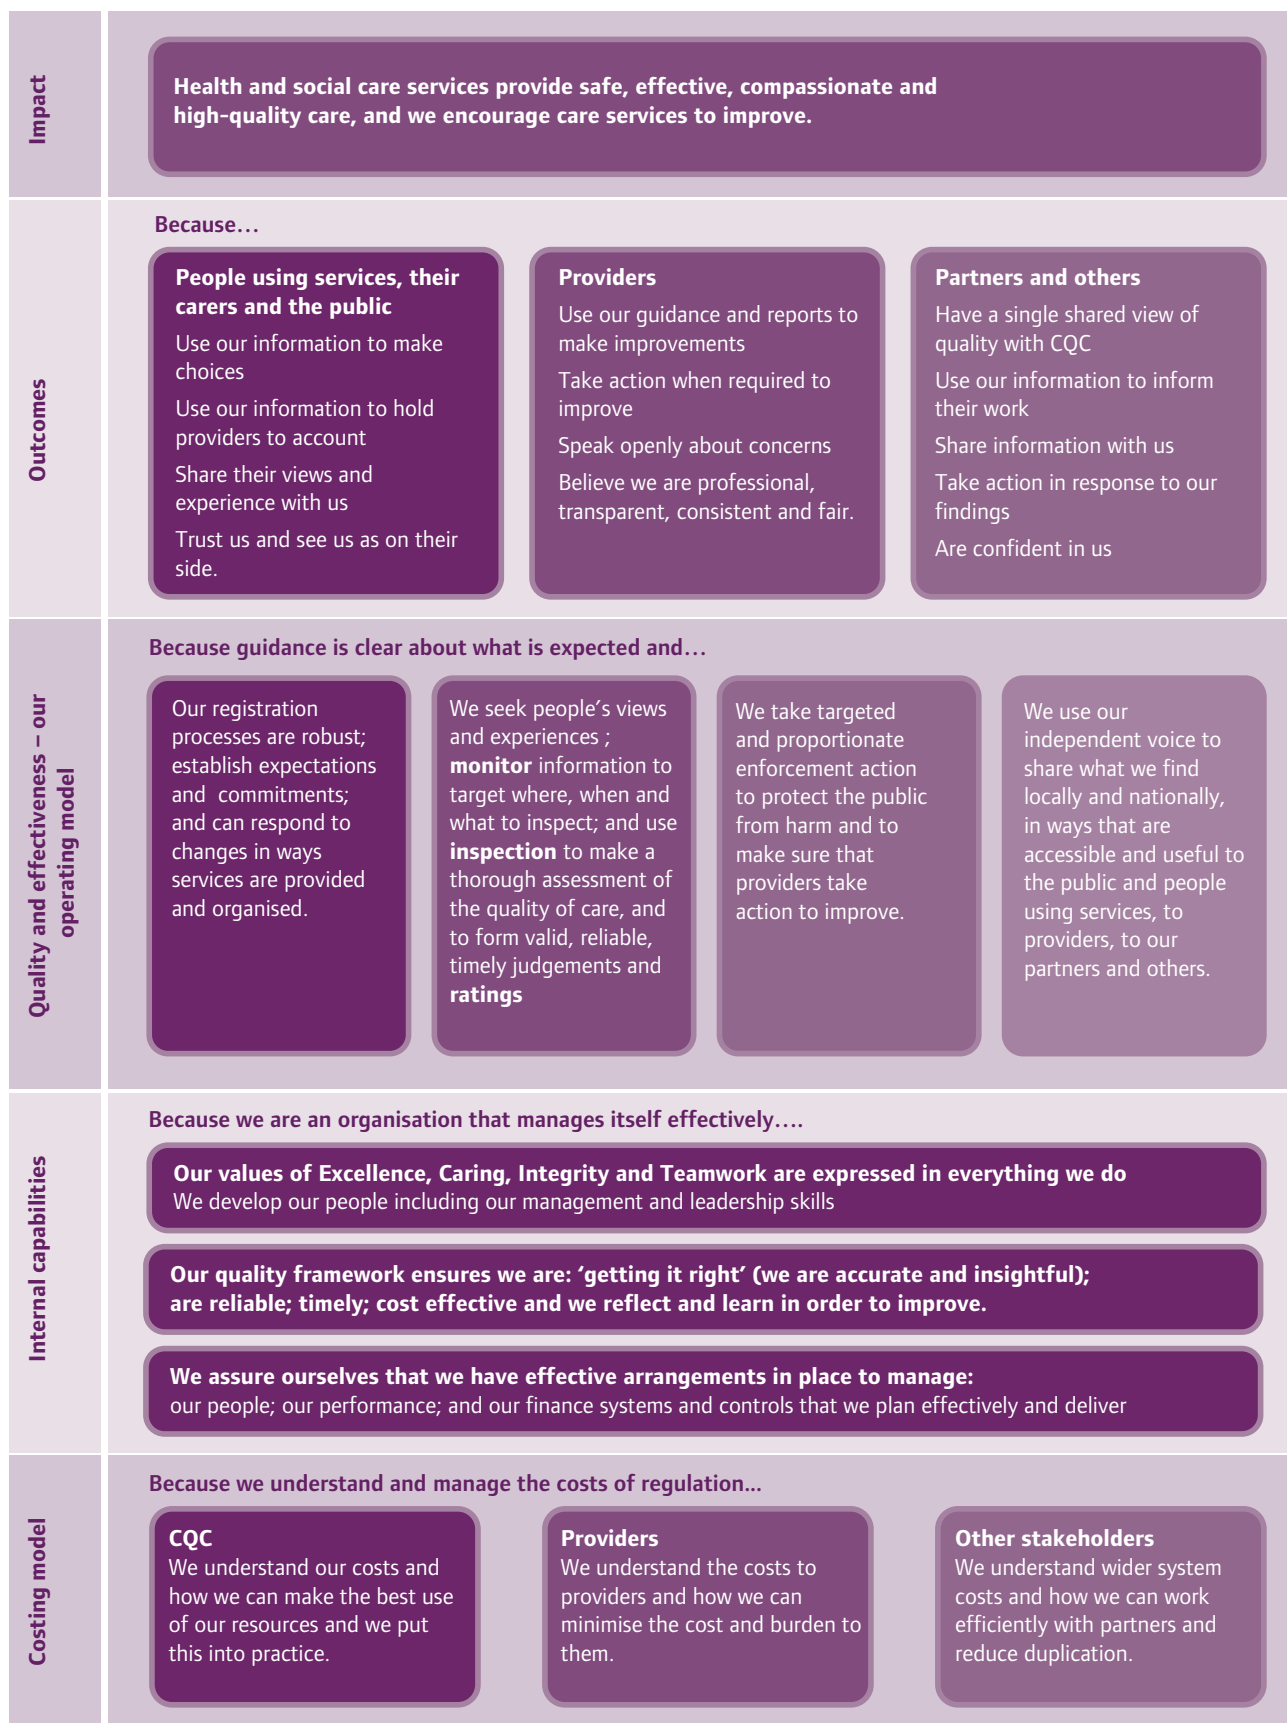 Impact
Health and social care services provide safe, effective, compassionate and
high-quality care, and we encourage care services to improve.
Outcomes
Because…
People using services, their
carers and the public
Use our information to make
choices
Use our information to hold
providers to account
Share their views and
experience with us
Trust us and see us as on their
side.
Providers
Use our guidance and reports to
make improvements
Take action when required to
improve
Speak openly about concerns
Believe we are professional,
transparent, consistent and fair.
Partners and others
Have a single shared view of
quality with CQC
Use our information to inform
their work
Share information with us
Take action in response to our
findings
Are confident in us
Quality and effectiveness – our
operating model
Because guidance is clear about what is expected and…
Our registration
processes are robust;
establish expectations
and commitments;
and can respond to
changes in ways
services are provided
and organised.
We seek people’s views
and experiences ;
monitor information to
target where, when and
what to inspect; and use
inspection to make a
thorough assessment of
the quality of care, and
to form valid, reliable,
timely judgements and
ratings
We take targeted
and proportionate
enforcement action
to protect the public
from harm and to
make sure that
providers take
action to improve.
We use our
independent voice to
share what we find
locally and nationally,
in ways that are
accessible and useful to
the public and people
using services, to
providers, to our
partners and others.
Internal capabilities
Because we are an organisation that manages itself effectively….
Our values of Excellence, Caring, Integrity and Teamwork are expressed in everything we do
We develop our people including our management and leadership skills
Our quality framework ensures we are: ‘getting it right’ (we are accurate and insightful);
are reliable; timely; cost effective and we reflect and learn in order to improve.
We assure ourselves that we have effective arrangements in place to manage:
our people; our performance; and our finance systems and controls that we plan effectively and deliver
Costing model
Because we understand and manage the costs of regulation...
CQC
We understand our costs and
how we can make the best use
of our resources and we put
this into practice.
Providers
We understand the costs to
providers and how we can
minimise the cost and burden to
them.
Other stakeholders
We understand wider system
costs and how we can work
efficiently with partners and
reduce duplication.